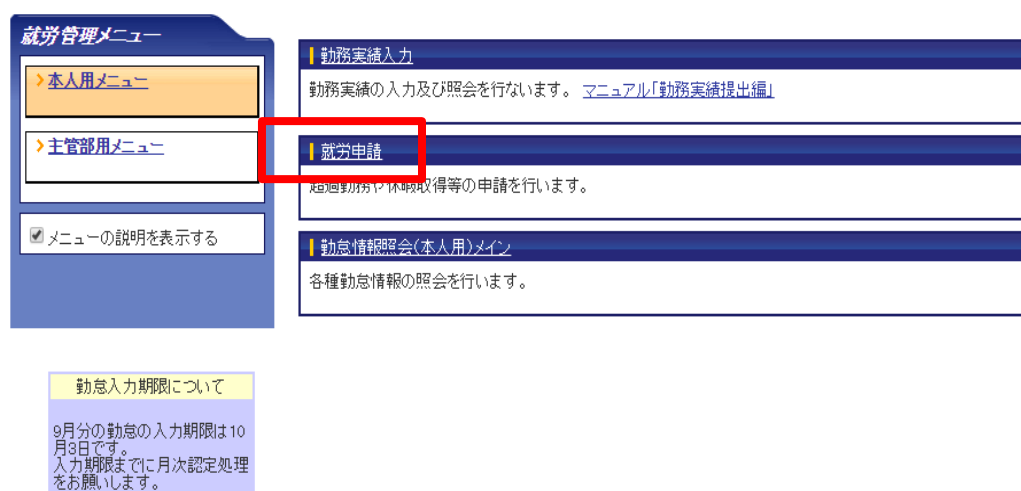 就労管理メニュー
本人用メニュー
主管部用メニュー
メニューの説明を表示する
勤務実績入力
勤務実績の入力及び照会を行ないます。 マニュアル「勤務実績提出編」
就労申請
超過勤務や休暇取得等の申請を行います。
勤怠情報照会(本人用)メイン
各種勤怠情報の照会を行います。
勤怠入力期限について
9月分の勤怠の入力期限は10
月3日です。
入力期限までに月次認定処理
をお願いします。